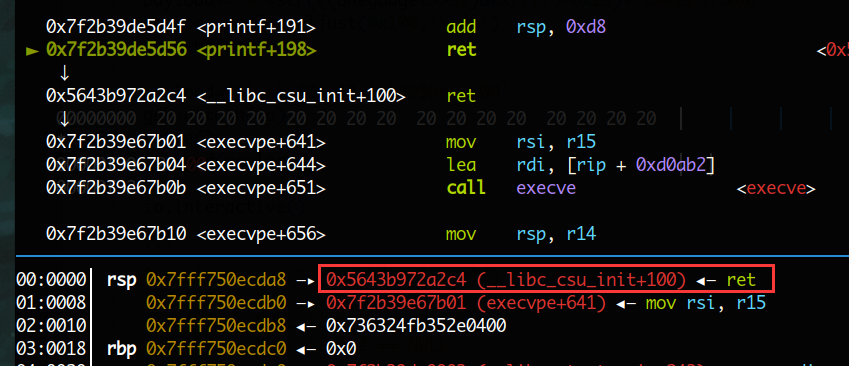 0x7f2b39de5d4f <printf+191> add rsp, 0xd8
► 0x7f2b39de5d56 <printf+198> ret <0x5
↓
0x5643b972a2c4 <__libc_csu_init+100> ret
↓
0x7f2b39e67b01 <execvpe+641> mov rsi, r15
0x7f2b39e67b04 <execvpe+644> lea rdi, [rip + 0xd0ab2]
0x7f2b39e67b0b <execvpe+651> call execve <execve>
0x7f2b39e67b10 <execvpe+656> mov rsp, r14
00:0000│ rsp 0x7fff750ecda8 —▸ 0x5643b972a2c4 (__libc_csu_init+100) ◂— ret
01:0008│ 0x7fff750ecdb0 —▸ 0x7f2b39e67b01 (execvpe+641) ◂— mov rsi, r15
02:0010│ 0x7fff750ecdb8 ◂— 0x736324fb352e0400
03:0018│ rbp 0x7fff750ecdc0 ◂— 0x0